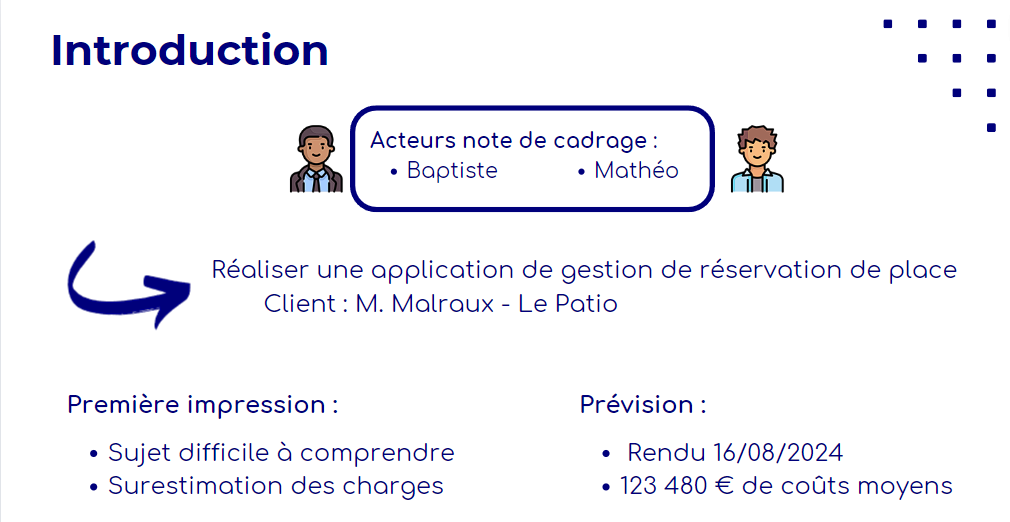 Introduction
Acteurs note de cadrage :
• Baptiste • Mathéo
Réaliser une application de gestion de réservation de place
Client : M. Malraux - Le Patio
Première impression :
• Sujet difficile à comprendre
• Surestimation des charges
Prévision :
• Rendu 16/08/2024
• 123 480 € de coûts moyens